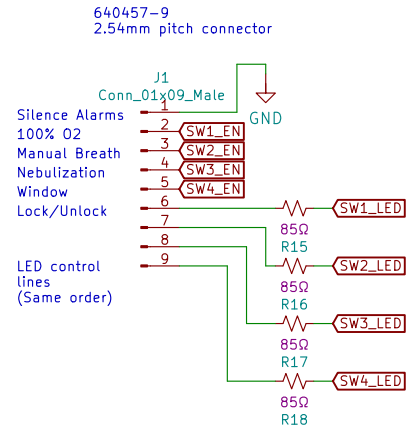 640457-9
2.54mm pitch connector
J1
Conn_01x09_Male
Silence Alarms
100% O2
Manual Breath
Nebulization
Window
Lock/Unlock
LED control
lines
(Same order)
1
2
3
4
5
6
7
8
9
GND
SW1_EN
SW2_EN
SW3_EN
SW4_EN
SW1_LED
85Ω
R15
SW2_LED
85Ω
R16
SW3_LED
85Ω
R17
SW4_LED
85Ω
R18